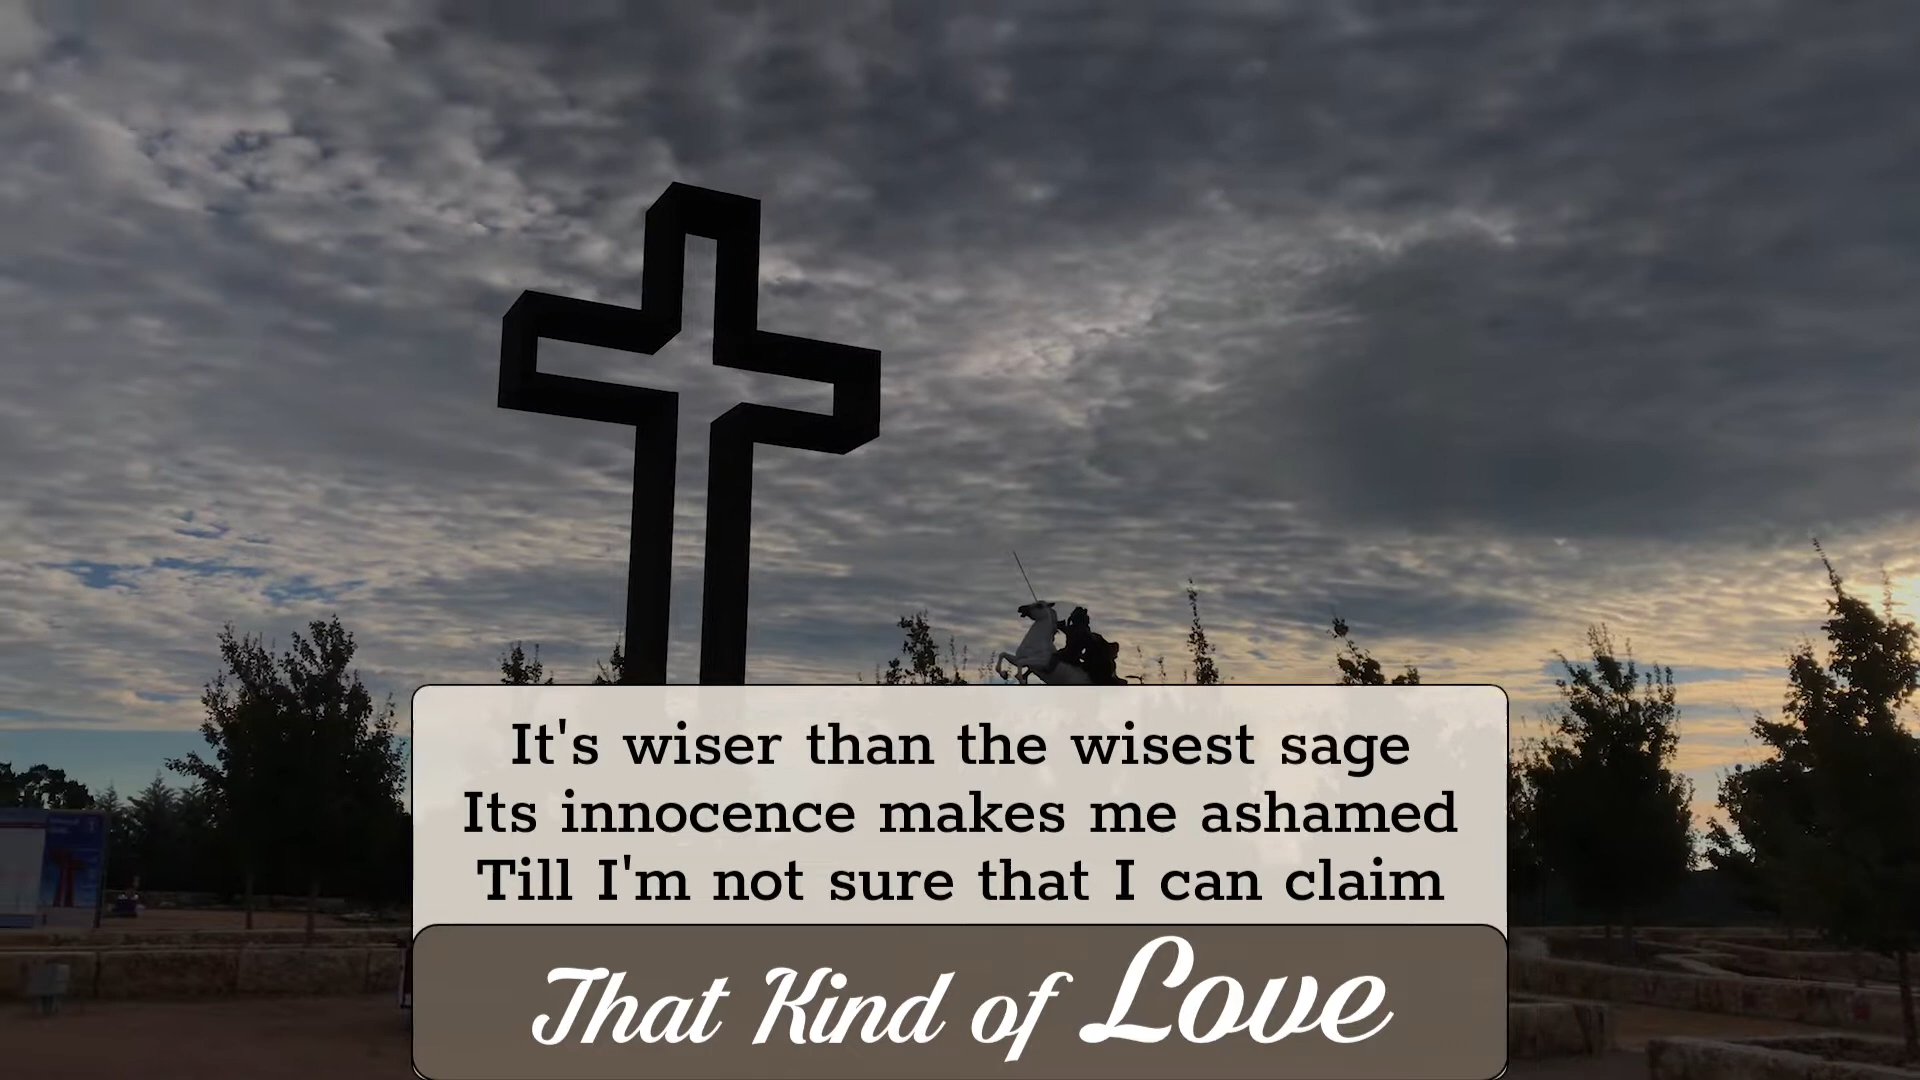 It's wiser than the wisest sage
Its innocence makes me ashamed
Till I'm not sure that I can claim
That Kind of Love